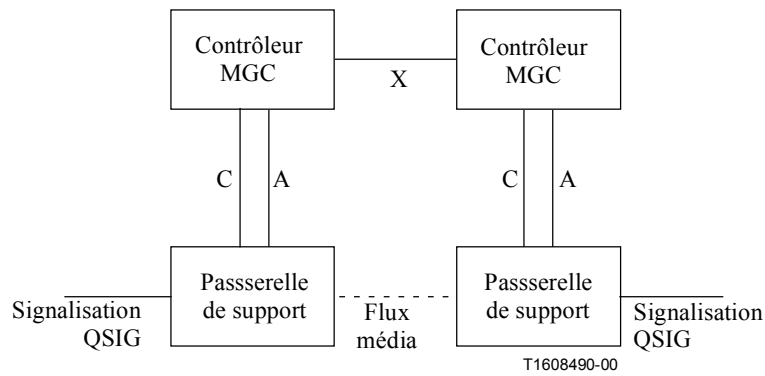 Contrôleur
MGC
Contrôleur
MGC
X
C
A
C
A
Passserelle
de support
Passserelle
de support
Signalisation
QSIG
Flux
média
Signalisation
QSIG
T1608490-00